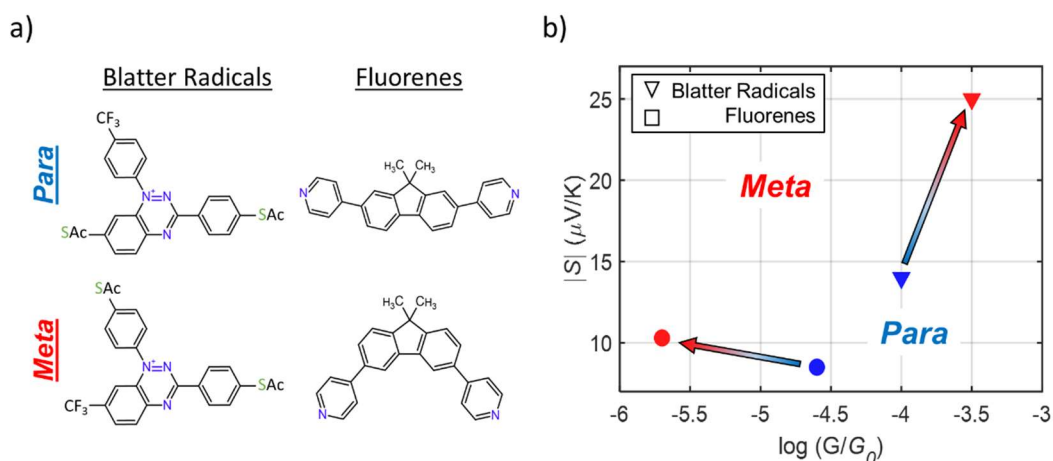 a)
Blatter Radicals
Fluorenes
Para
CF3
N+
N
N
SAc
SAc
H3C
CH3
N
N
Meta
SAc
N+
N
N
CF3
SAc
H3C
CH3
N
N
b)
|S| (μV/K)
25
20
15
10
Blatter Radicals
Fluorenes
Meta
Para
-6
-5.5
-5
-4.5
-4
-3.5
-3
log (G/G0)